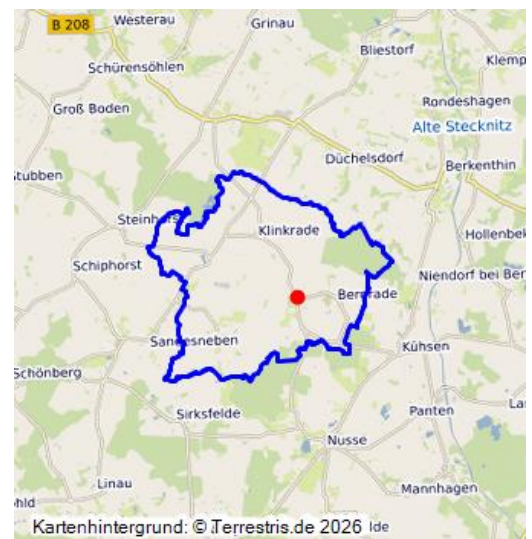 Westerau
Grinau
B 208
Bliestorf
Klemp
Schürensöhlen
Rondeshagen
Groß Boden
Alte Stecknitz
Düchelsdorf
Berkenthin
Stubben
Steinhorst
Klinkrade
Hollenbek
Schiphorst
Niendorf bei Ber
Sandesneben
Kühsen
Schönberg
Sirksfelde
Panten
La
Nusse
Linau
Mannhagen
Kartenhintergrund: © Terrestris.de 2026